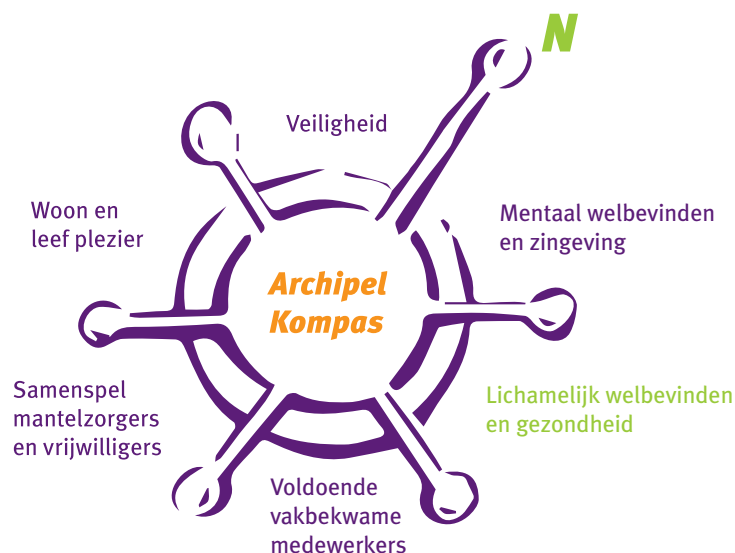 N
Veiligheid
Mentaal welbevinden
en zingeving
Lichamelijk welbevinden
en gezondheid
Voldoende
vakbekwame
medewerkers
Samenspel
mantelzorgers
en vrijwilligers
Woon en
leef plezier
Archipel
Kompas